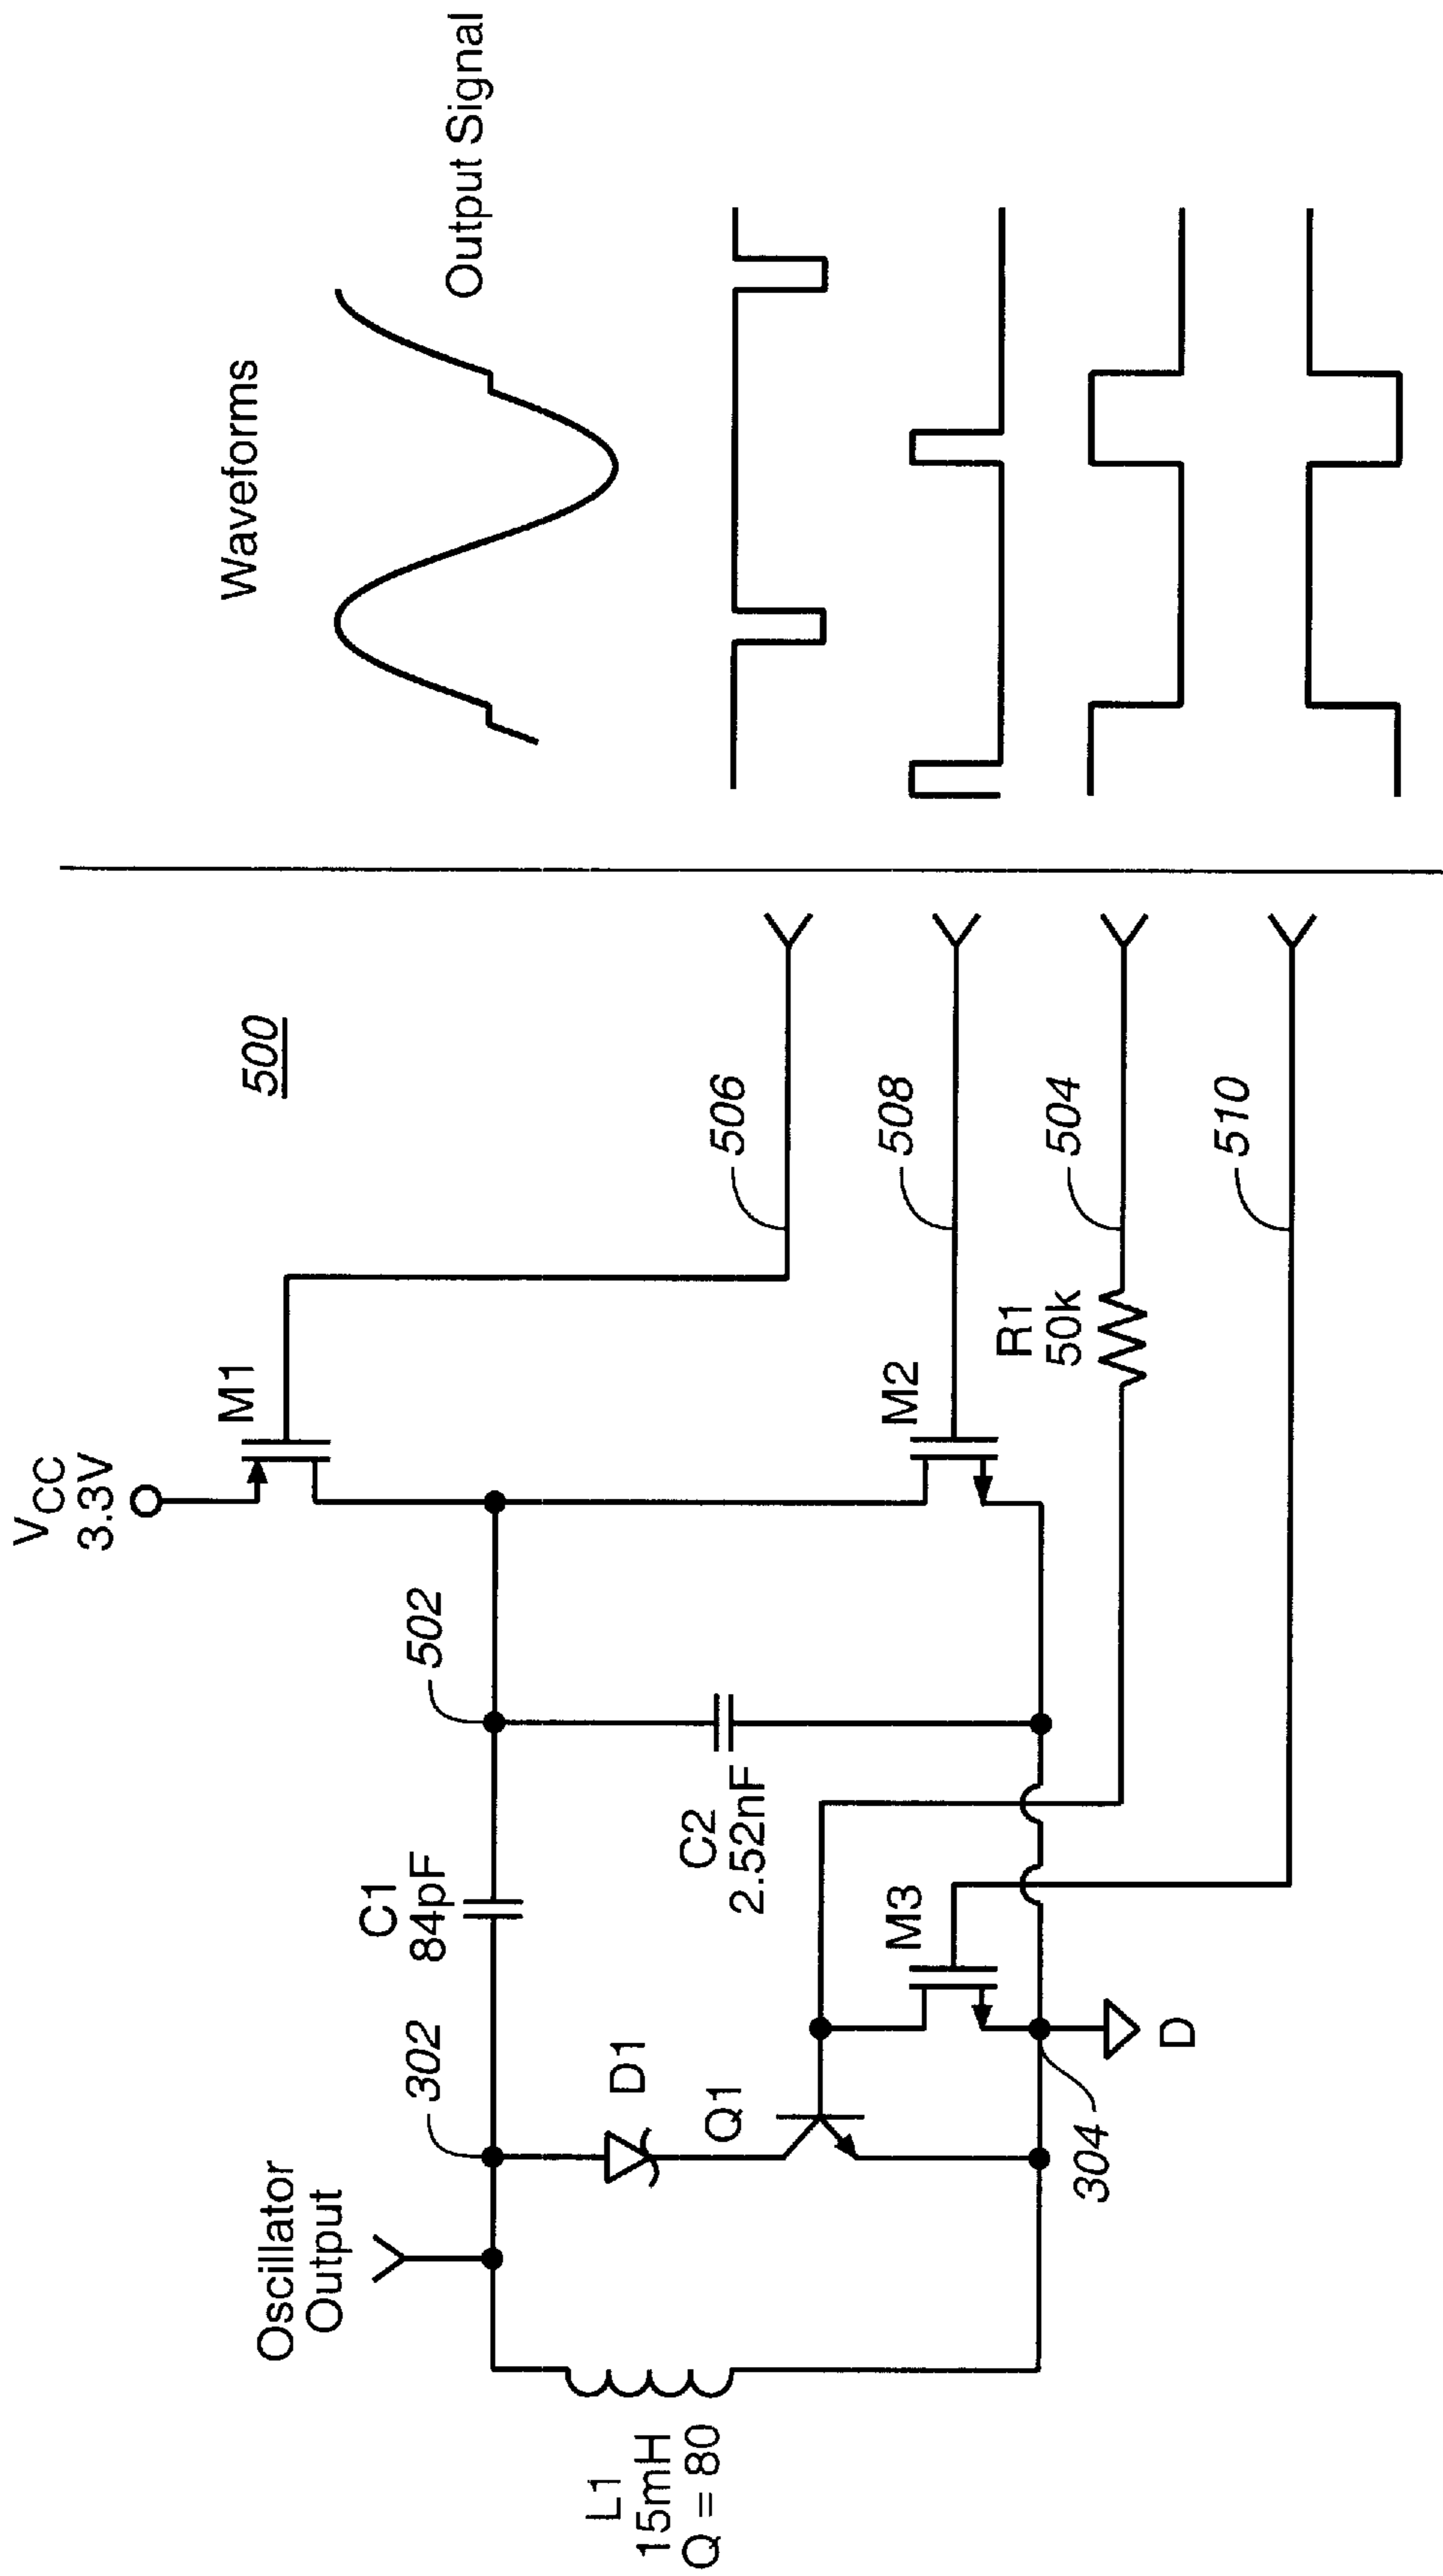 Oscillator
Output
L1
15mH
Q = 80
302
C1
84pF
D1
Q1
M3
304
D
C2
2.52nF
502
VCC
3.3V
M1
M2
R1
50k
500
506
508
504
510
Waveforms
Output Signal